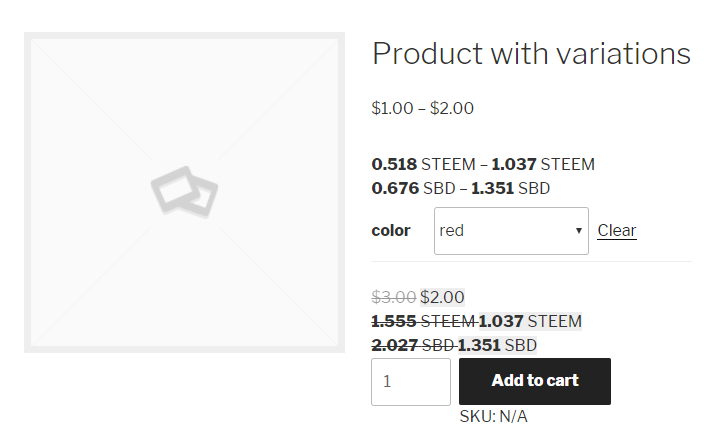 Product with variations
$1.00 – $2.00
0.518 STEEM – 1.037 STEEM
0.676 SBD – 1.351 SBD
color red Clear
$3.00 $2.00
1.555 STEEM 1.037 STEEM
2.027 SBD 1.351 SBD
1 Add to cart
SKU: N/A